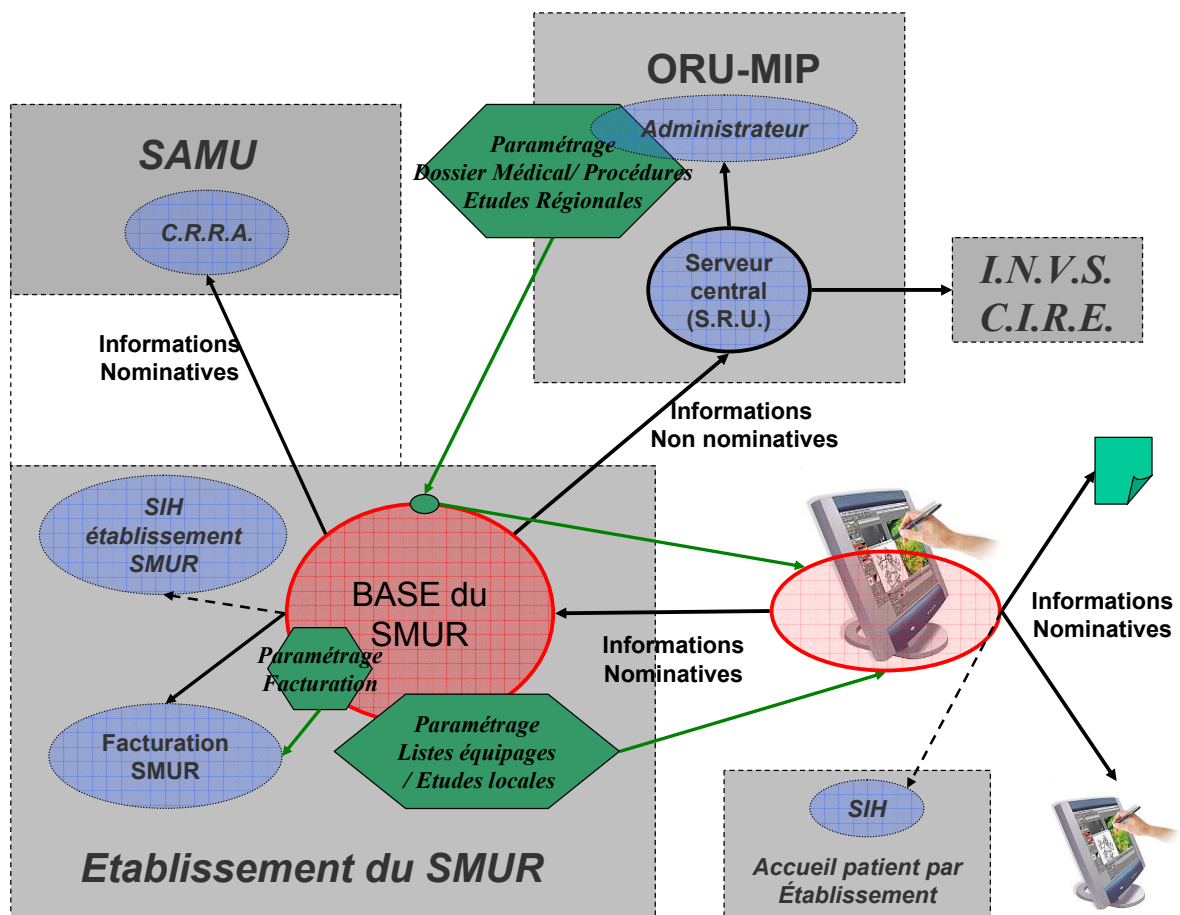 ORU-MIP
Administrateur
Paramétrage
Dossier Médical/ Procédures
Etudes Régionales
SAMU
C.R.R.A.
Serveur
central
(S.R.U.)
I.N.V.S.
C.I.R.E.
Informations
Nominatives
Informations
Non nominatives
SIH
établissement
SMUR
BASE du
SMUR
Informations
Nominatives
Informations
Nominatives
Paramétrage
Facturation
Paramétrage
Listes équipages
/ Etudes locales
Facturation
SMUR
SIH
Accueil patient par
Établissement
Etablissement du SMUR